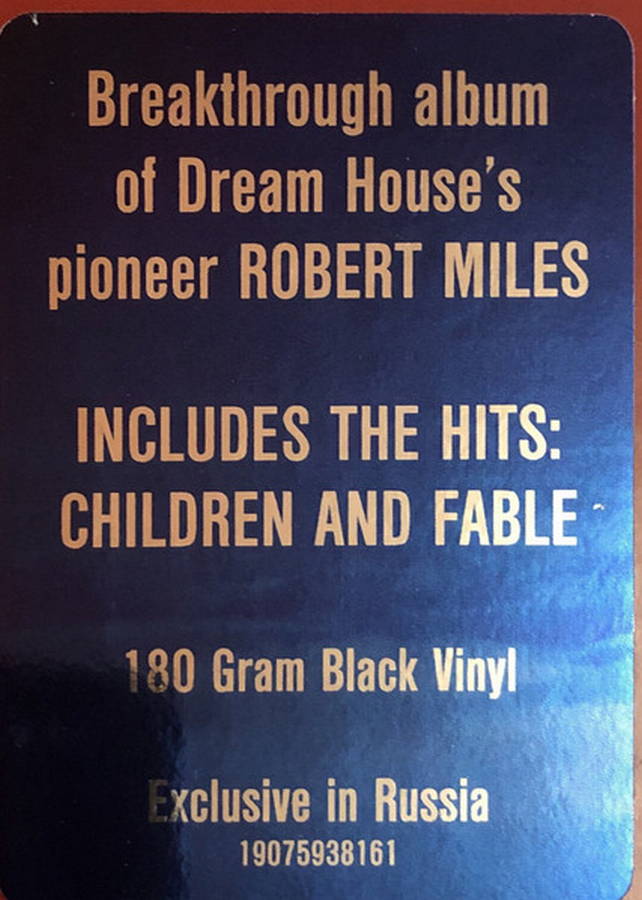 Breakthrough album
of Dream House's
pioneer ROBERT MILES
INCLUDES THE HITS:
CHILDREN AND FABLE
180 Gram Black Vinyl
Exclusive in Russia
19075938161